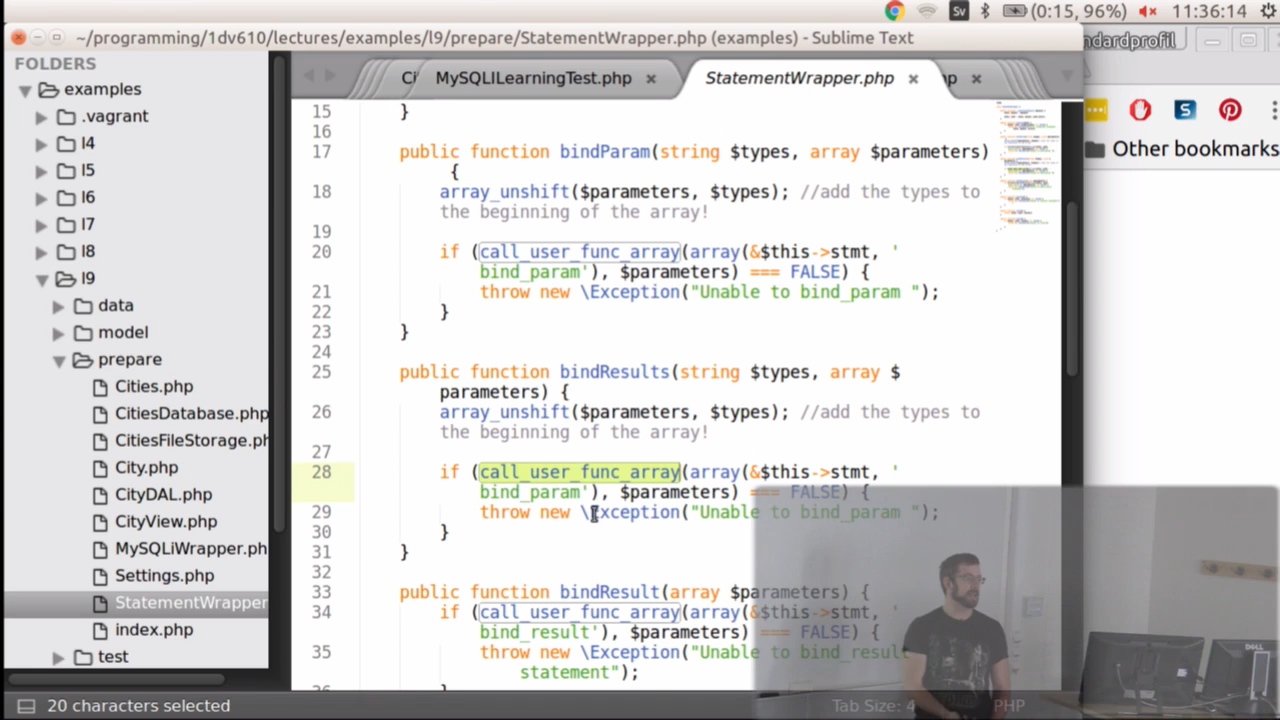 Sv (0:15, 96%) 11:36:14
~/programming/1dv610/lectures/examples/l9/prepare/StatementWrapper.php (examples) - Sublime Text
ndardprofil
FOLDERS
examples
.vagrant
l4
l5
l6
l7
l8
l9
data
model
prepare
Cities.php
CitiesDatabase.php
CitiesFileStorage.ph
City.php
CityDAL.php
CityView.php
MySQLiWrapper.ph
Settings.php
StatementWrapper
index.php
test
Ci MySQLILearningTest.php × StatementWrapper.php × p ×
15 }
16
17 public function bindParam(string $types, array $parameters)
{
18 array_unshift($parameters, $types); //add the types to
the beginning of the array!
19
20 if (call_user_func_array(array(&$this->stmt, '
bind_param'), $parameters) === FALSE) {
21 throw new \Exception("Unable to bind_param ");
22 }
23 }
24
25 public function bindResults(string $types, array $
parameters) {
26 array_unshift($parameters, $types); //add the types to
the beginning of the array!
27
28 if (call_user_func_array(array(&$this->stmt, '
bind_param'), $parameters) === FALSE) {
29 throw new \Exception("Unable to bind_param ");
30 }
31 }
32
33 public function bindResult(array $parameters) {
34 if (call_user_func_array(array(&$this->stmt, '
bind_result'), $parameters) === FALSE) {
35 throw new \Exception("Unable to bind_result
statement");
Other bookmarks
DELL
20 characters selected
Tab Size: 4
PHP